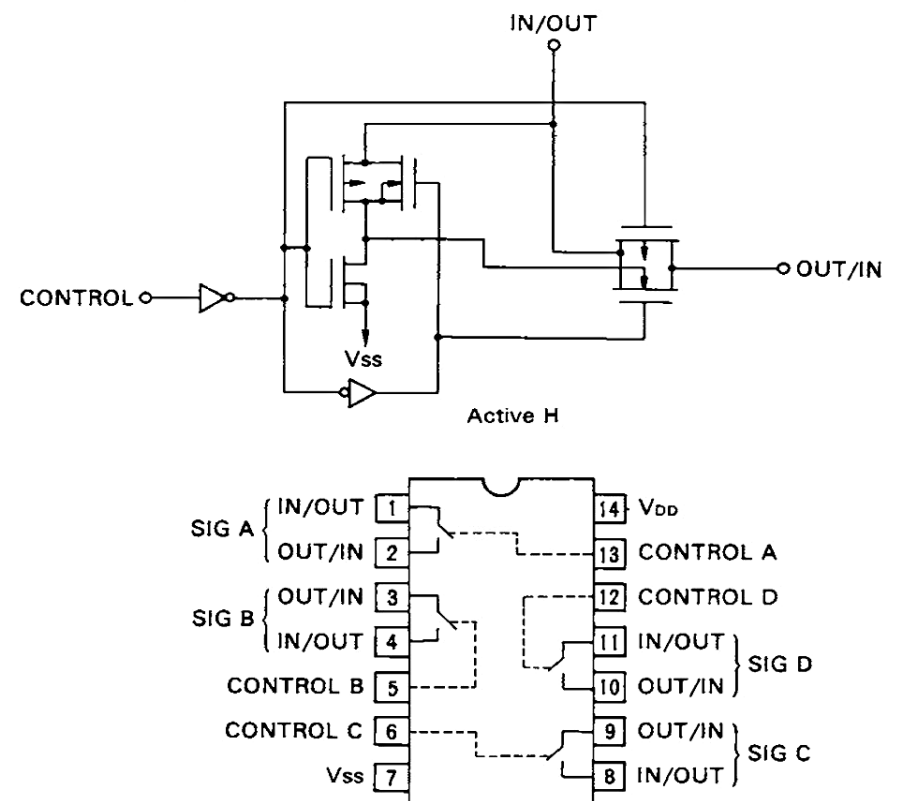 IN/OUT
OUT/IN
CONTROL
Vss
Active H
SIG A
IN/OUT 1
OUT/IN 2
SIG B
OUT/IN 3
IN/OUT 4
CONTROL B 5
CONTROL C 6
Vss 7
14 VDD
13 CONTROL A
12 CONTROL D
11 IN/OUT
SIG D
10 OUT/IN
9 OUT/IN
SIG C
8 IN/OUT